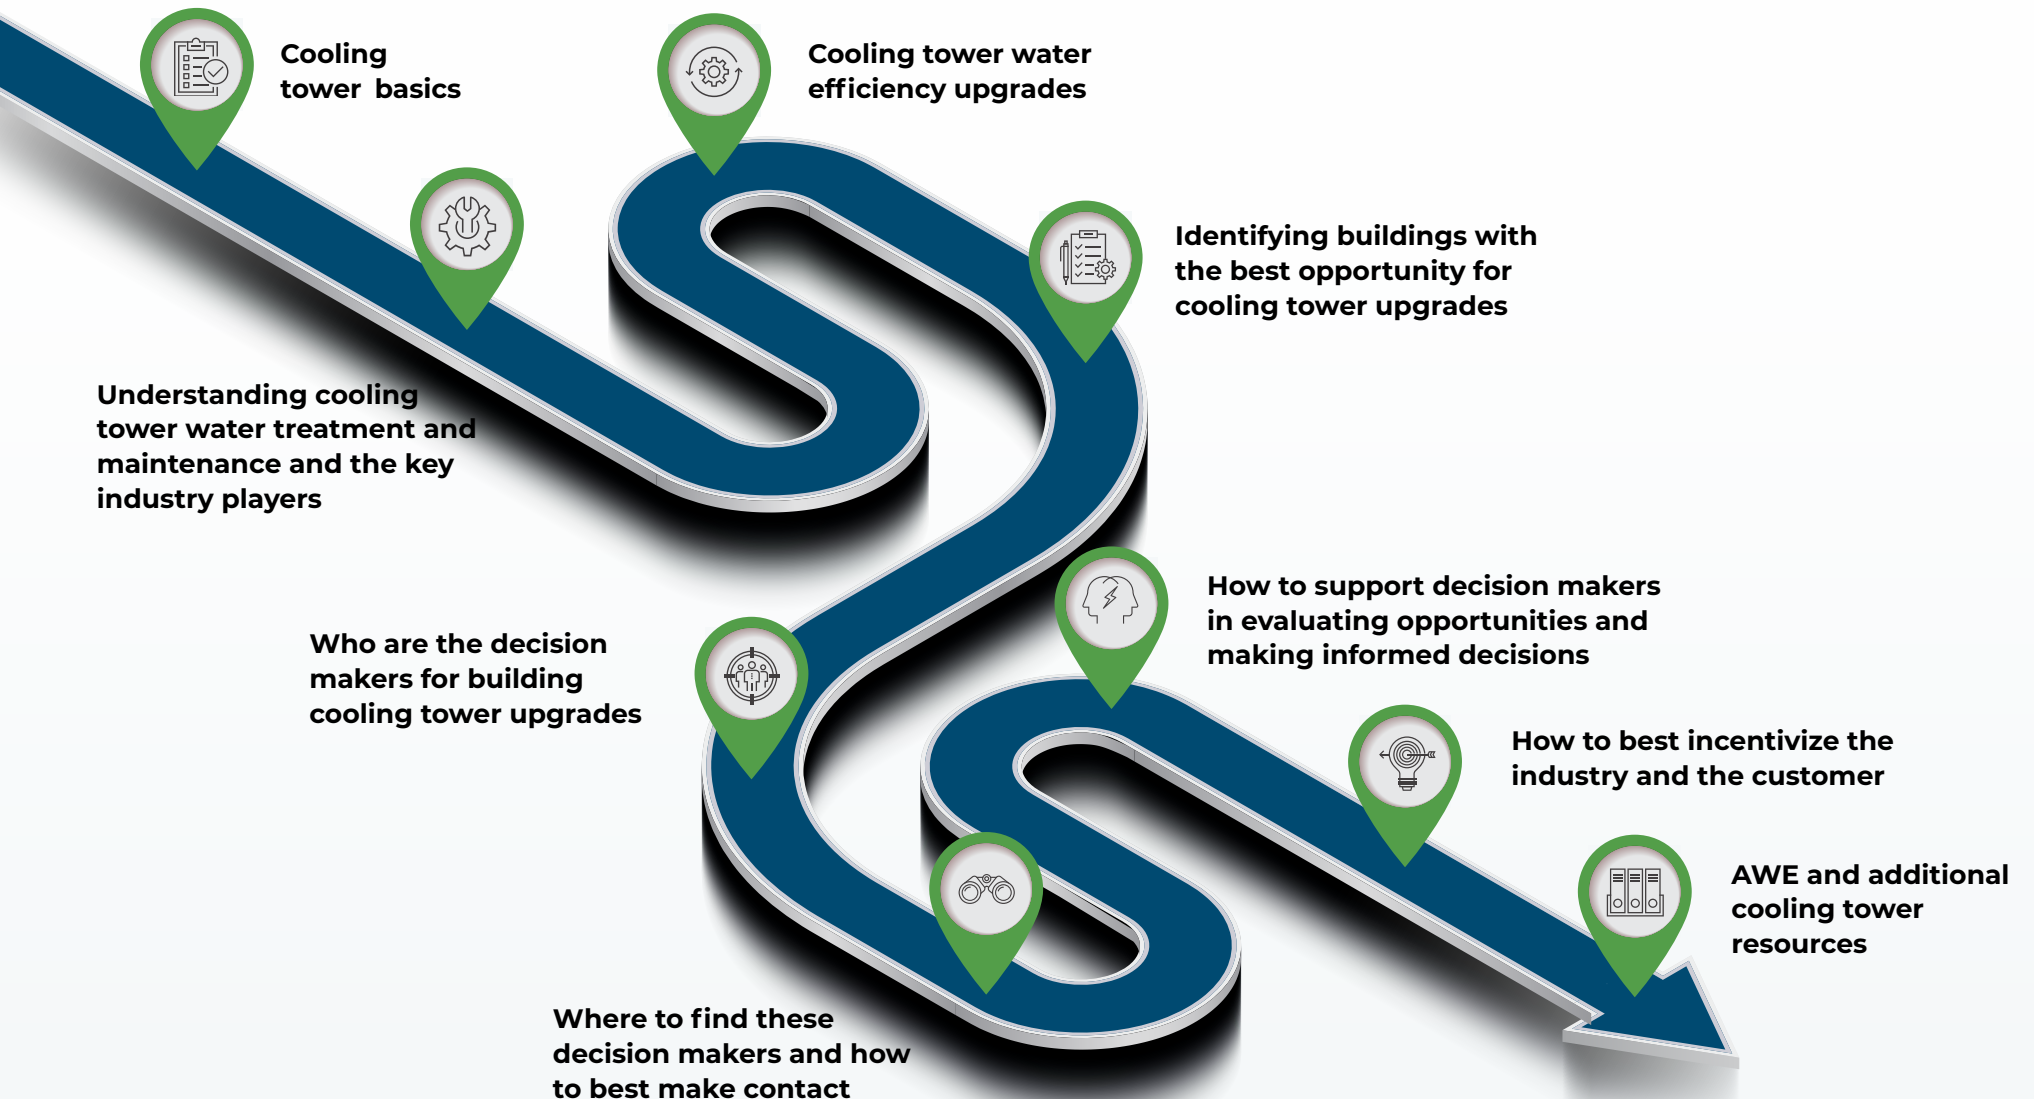 Cooling
tower basics
Understanding cooling
tower water treatment and
maintenance and the key
industry players
Cooling tower water
efficiency upgrades
Identifying buildings with
the best opportunity for
cooling tower upgrades
Who are the decision
makers for building
cooling tower upgrades
Where to find these
decision makers and how
to best make contact
How to support decision makers
in evaluating opportunities and
making informed decisions
How to best incentivize the
industry and the customer
AWE and additional
cooling tower
resources